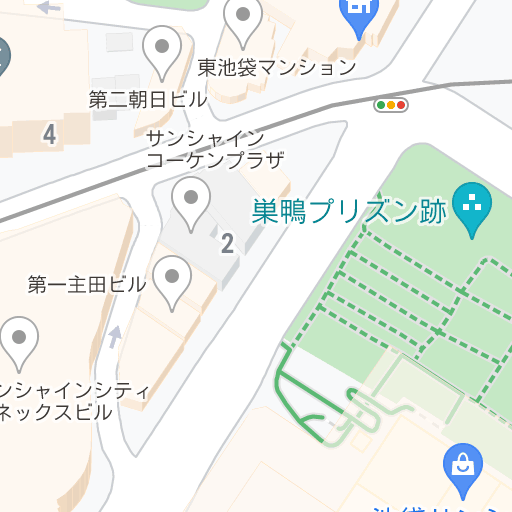 東池袋マンション
第二朝日ビル
4
サンシャイン
コーケンプラザ
巣鴨プリズン跡
2
第一主田ビル
ンシャインシティ
ネックスビル